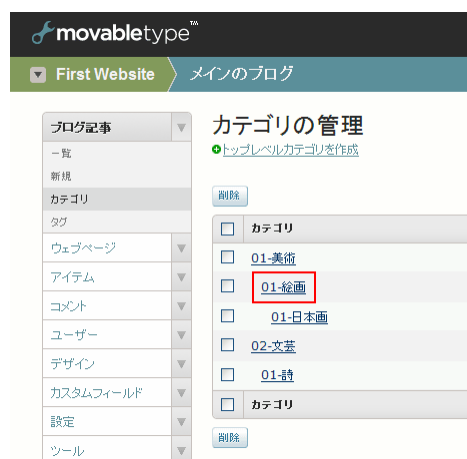 movabletype™
First Website メインのブログ
ブログ記事
一覧
新規
カテゴリ
タグ
ウェブページ
アイテム
コメント
ユーザー
デザイン
カスタムフィールド
設定
ツール
カテゴリの管理
トップレベルカテゴリを作成
削除
カテゴリ
01-美術
01-絵画
01-日本画
02-文芸
01-詩
カテゴリ
削除